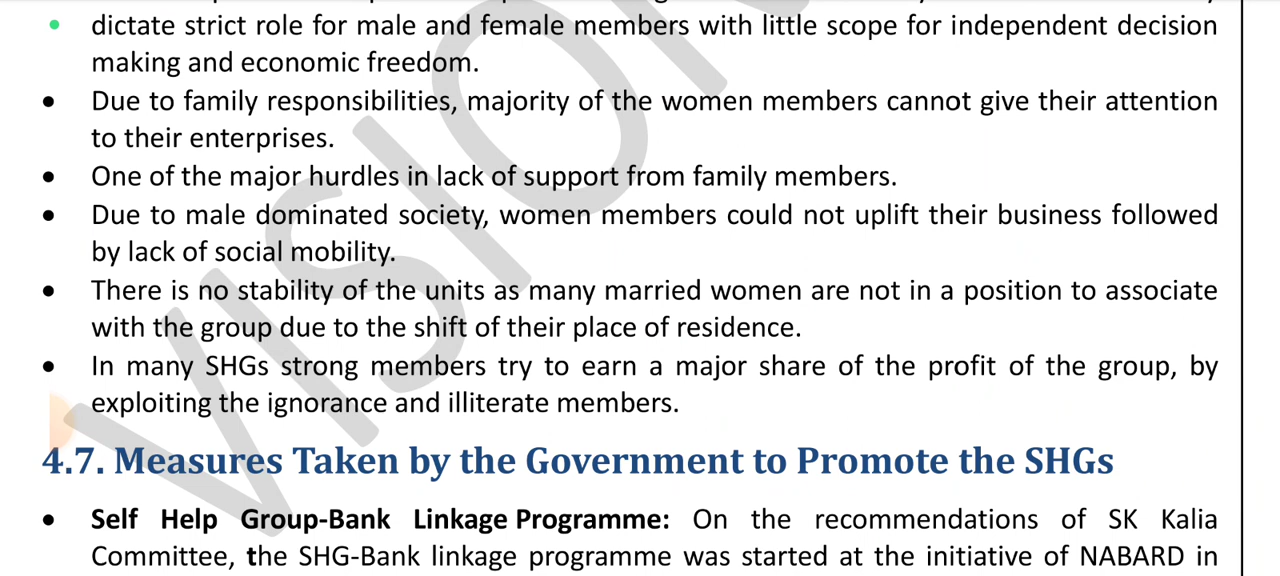 dictate strict role for male and female members with little scope for independent decision
making and economic freedom.
• Due to family responsibilities, majority of the women members cannot give their attention
to their enterprises.
• One of the major hurdles in lack of support from family members.
• Due to male dominated society, women members could not uplift their business followed
by lack of social mobility.
• There is no stability of the units as many married women are not in a position to associate
with the group due to the shift of their place of residence.
• In many SHGs strong members try to earn a major share of the profit of the group, by
exploiting the ignorance and illiterate members.
4.7. Measures Taken by the Government to Promote the SHGs
• Self Help Group-Bank Linkage Programme: On the recommendations of SK Kalia
Committee, the SHG-Bank linkage programme was started at the initiative of NABARD in
VISION